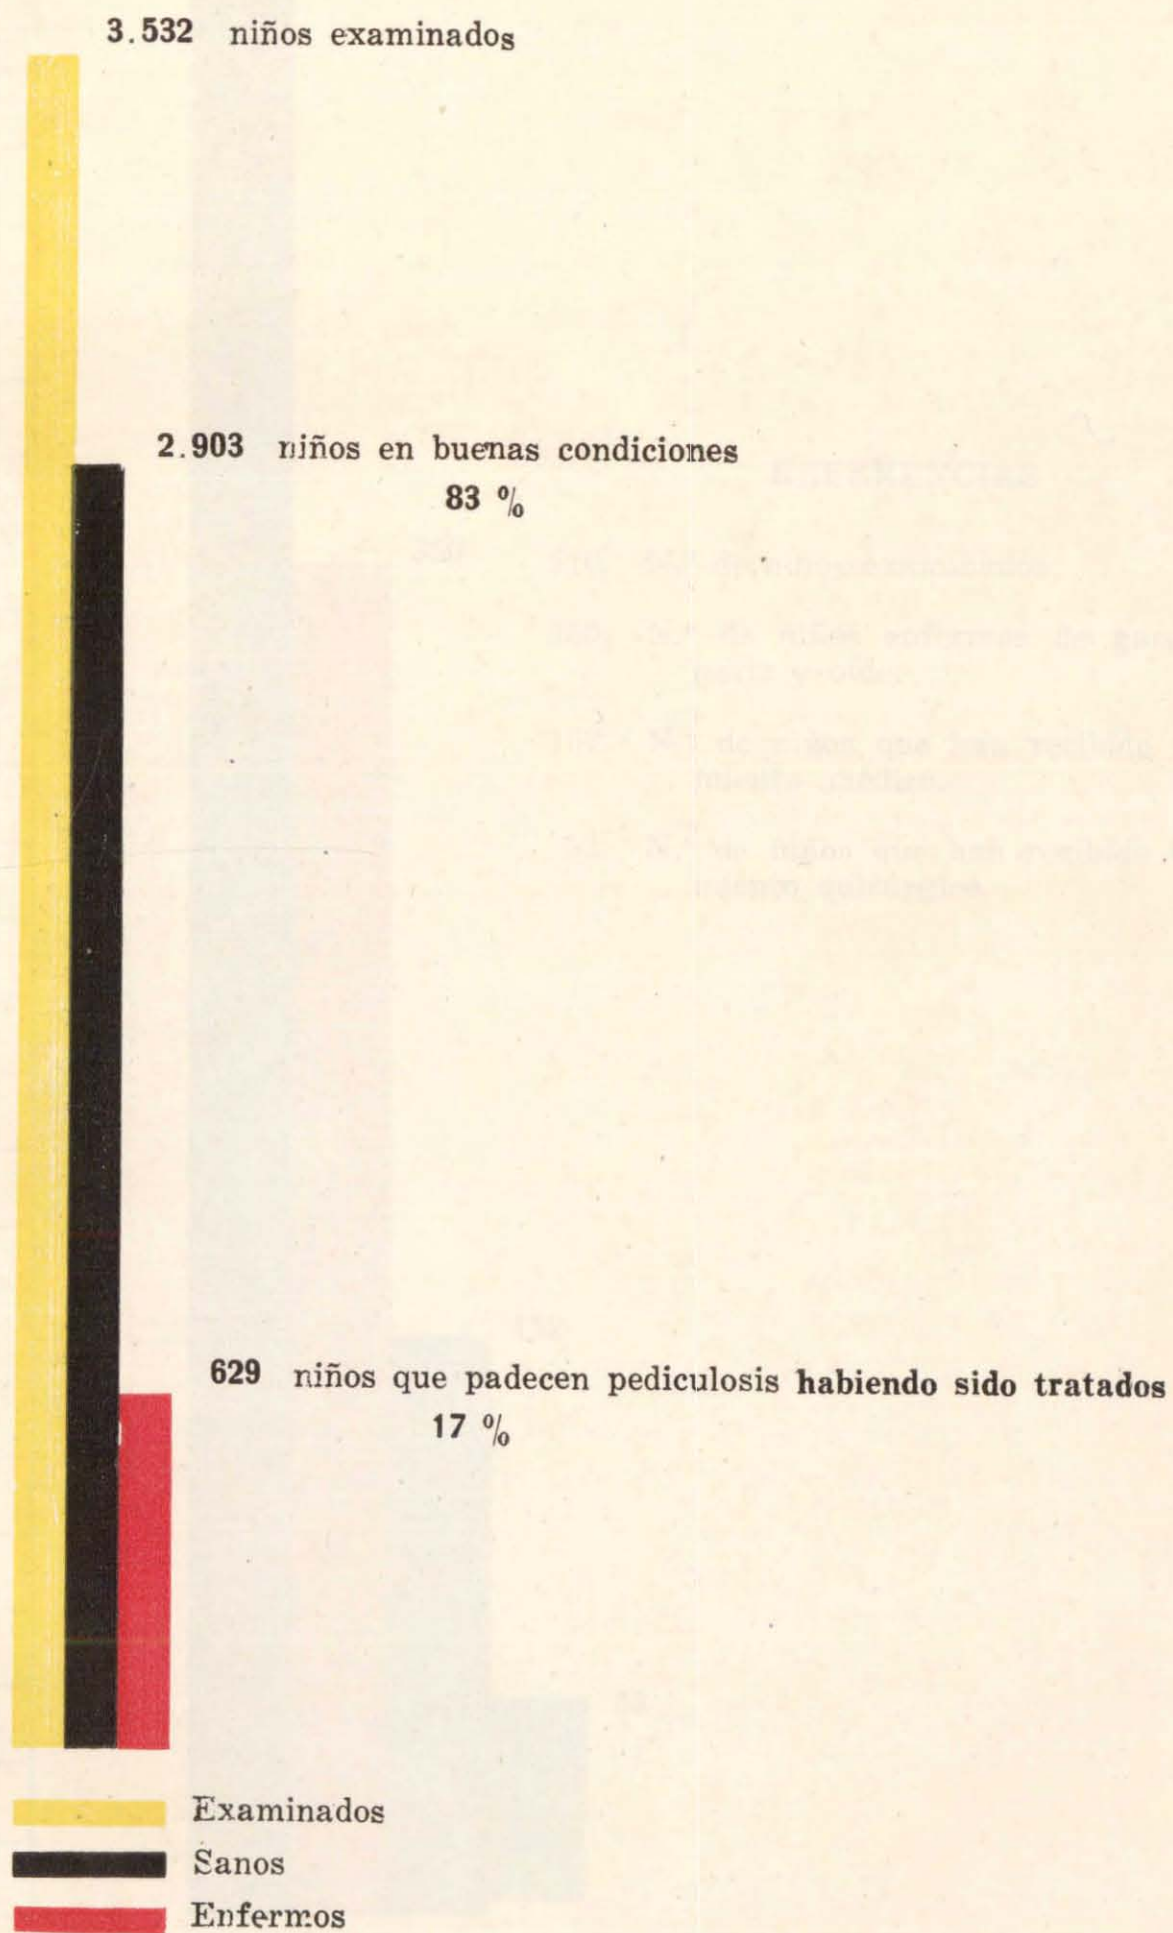 3.532 niños examinados
2.903 niños en buenas condiciones
83 %
629 niños que padecen pediculosis habiendo sido tratados
17 %
Examinados
Sanos
Enfermos